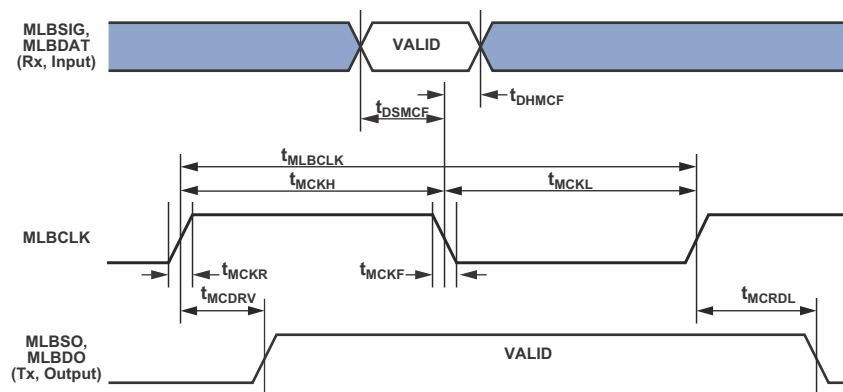 MLBSIG,
MLBDAT
(Rx, Input)
VALID
tDHMCF
tDSMCF
tMLBCLK
tMCKH
tMCKL
MLBCLK
tMCKR
tMCKF
tMCDRV
tMCRDL
MLBSO,
MLBDO
(Tx, Output)
VALID